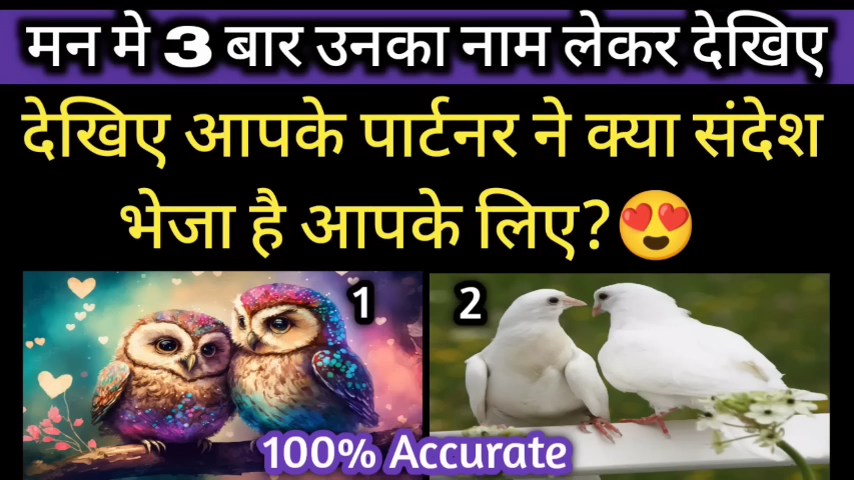 मन मे 3 बार उनका नाम लेकर देखिए
देखिए आपके पार्टनर ने क्या संदेश
भेजा है आपके लिए?😍
1
2
100% Accurate